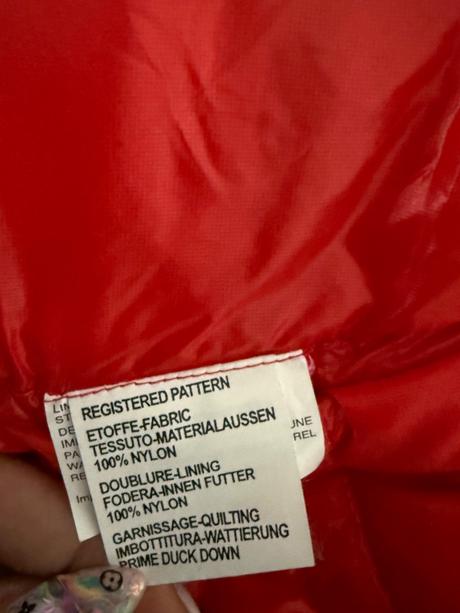 REGISTERED PATTERN
ETOFFE-FABRIC
TESSUTO-MATERIALAUSSEN
100% NYLON
DOUBLURE-LINING
FODERA-INNEN FUTTER
100% NYLON
GARNISSAGE-QUILTING
IMBOTTITURA-WATTIERUNG
PRIME DUCK DOWN